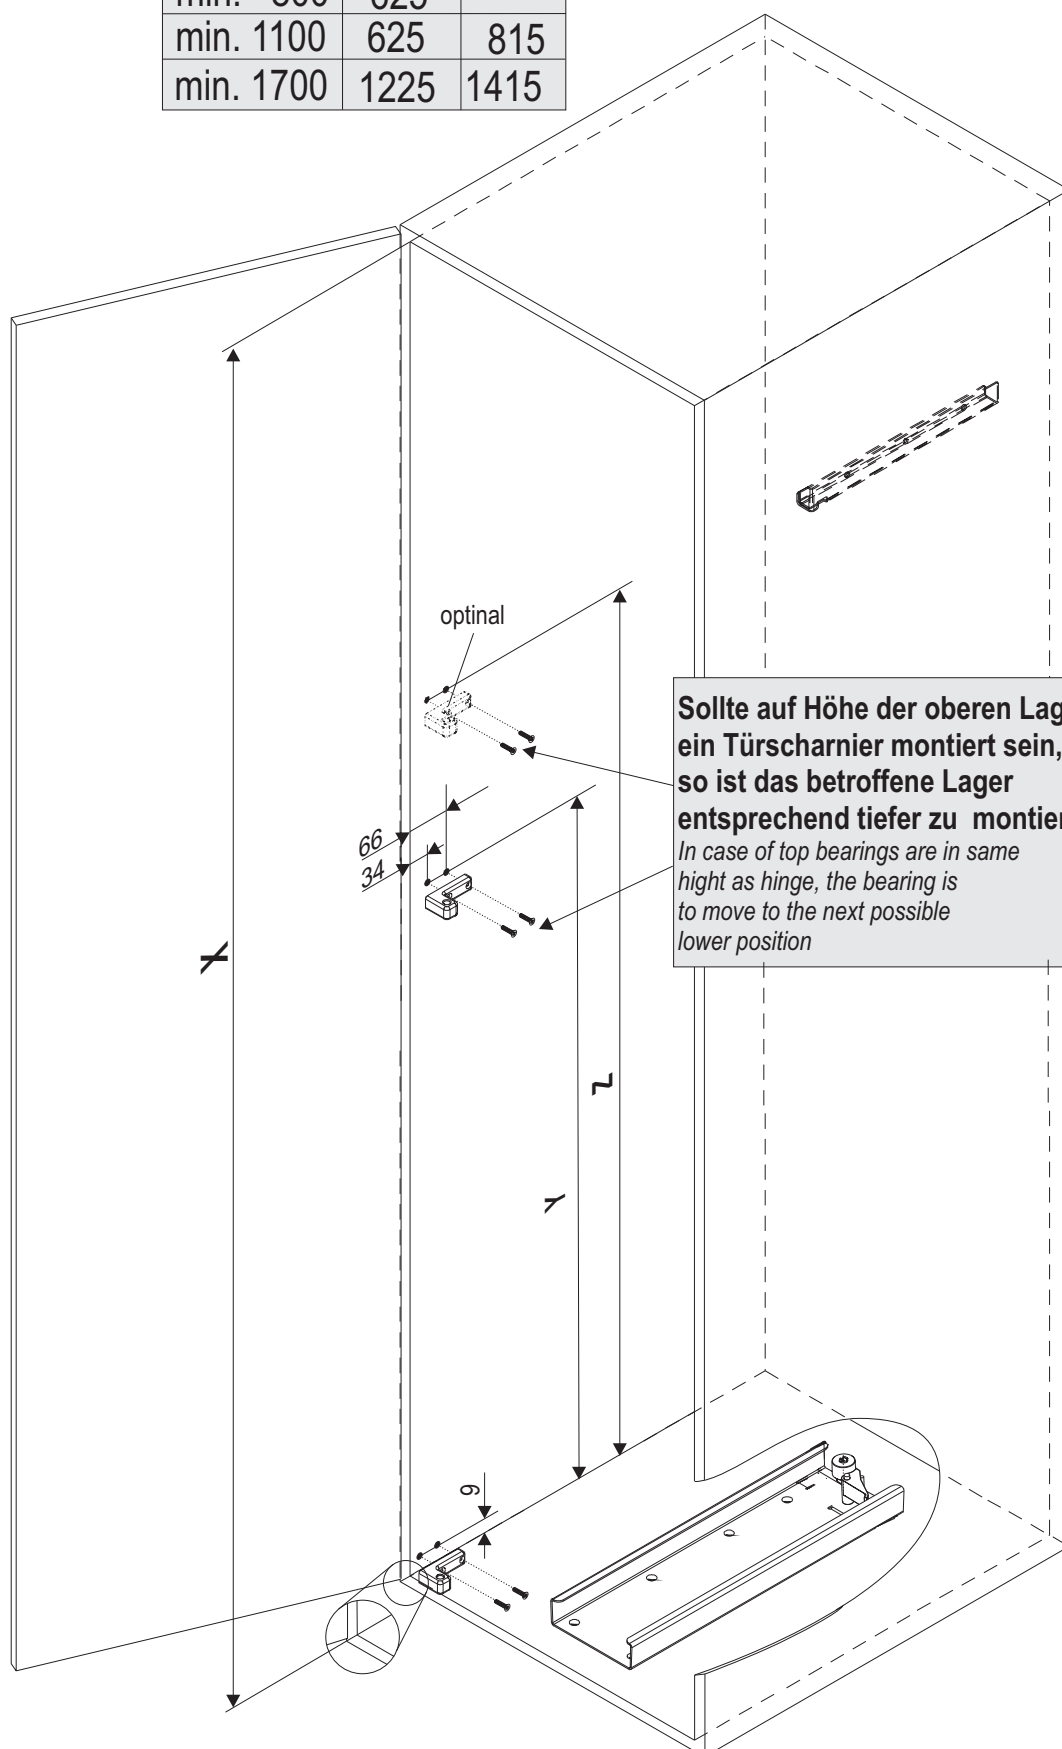 min.
min. 1100 625 815
min. 1700 1225 1415
optinal
Sollte auf Höhe der oberen Lag
ein Türscharnier montiert sein,
so ist das betroffene Lager
entsprechend tiefer zu montier
In case of top bearings are in same
hight as hinge, the bearing is
to move to the next possible
lower position
66
34
X
Z
Y
9